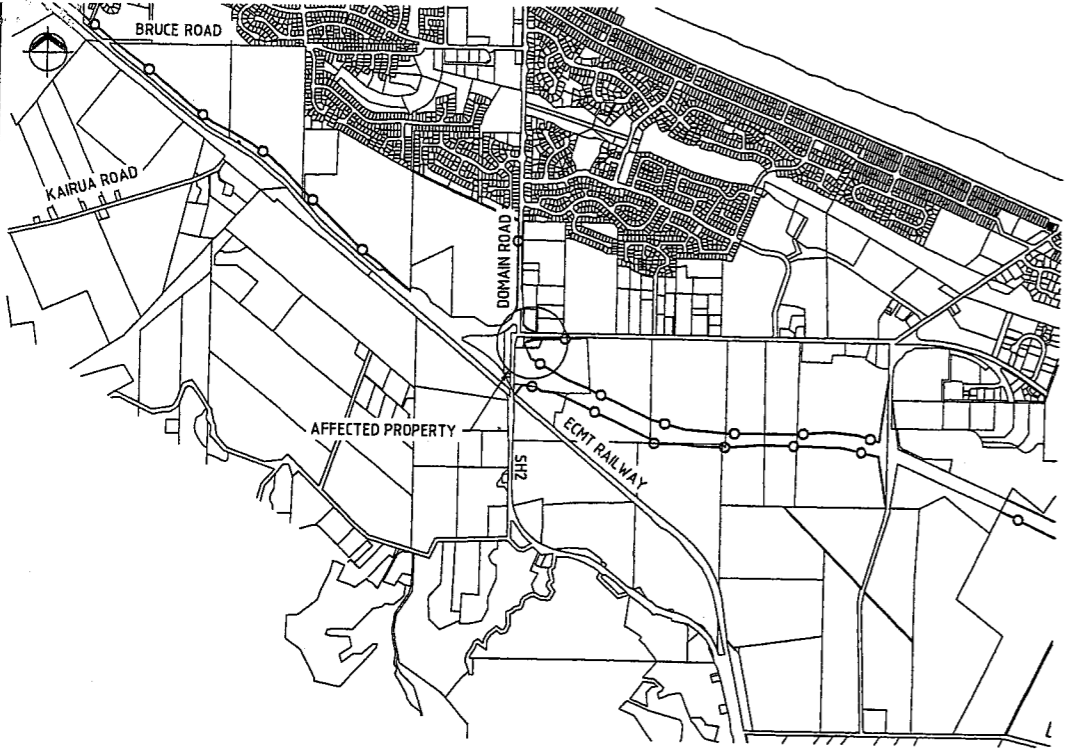 BRUCE ROAD
KAIRUA ROAD
DOMAIN ROAD
AFFECTED PROPERTY
ECMT RAILWAY
SH2